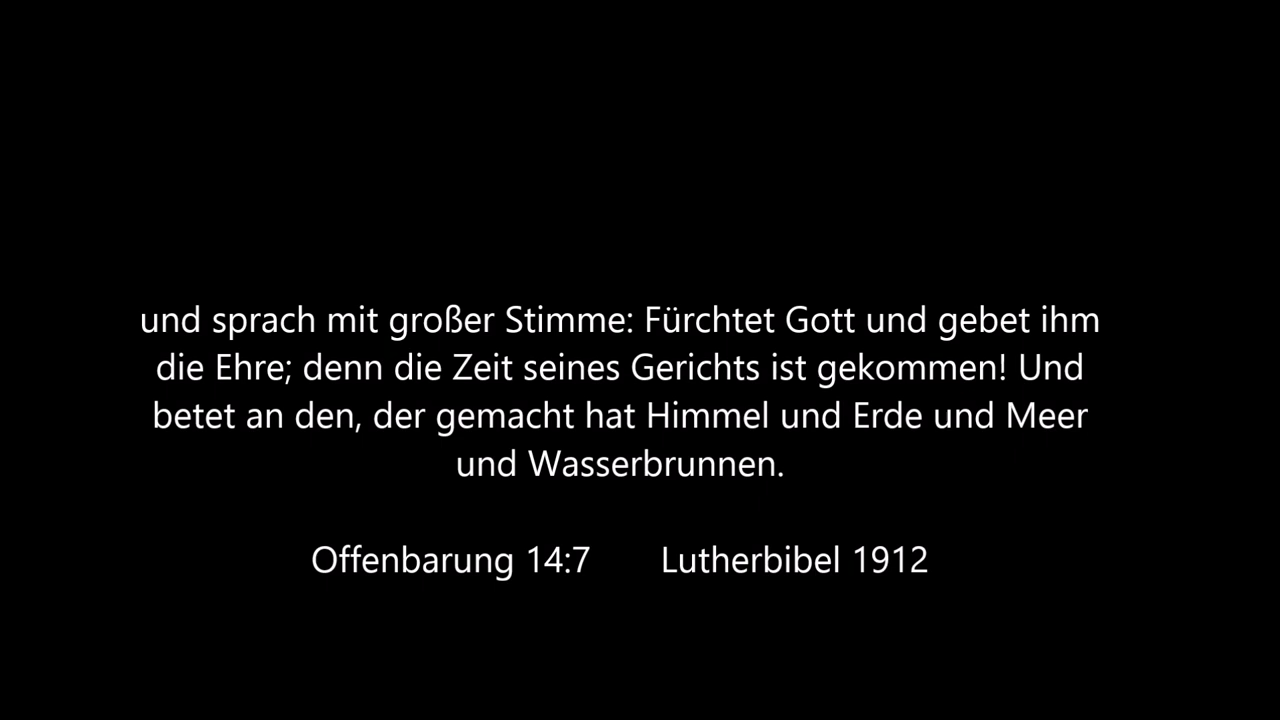 und sprach mit großer Stimme: Fürchtet Gott und gebet ihm
die Ehre; denn die Zeit seines Gerichts ist gekommen! Und
betet an den, der gemacht hat Himmel und Erde und Meer
und Wasserbrunnen.
Offenbarung 14:7 Lutherbibel 1912